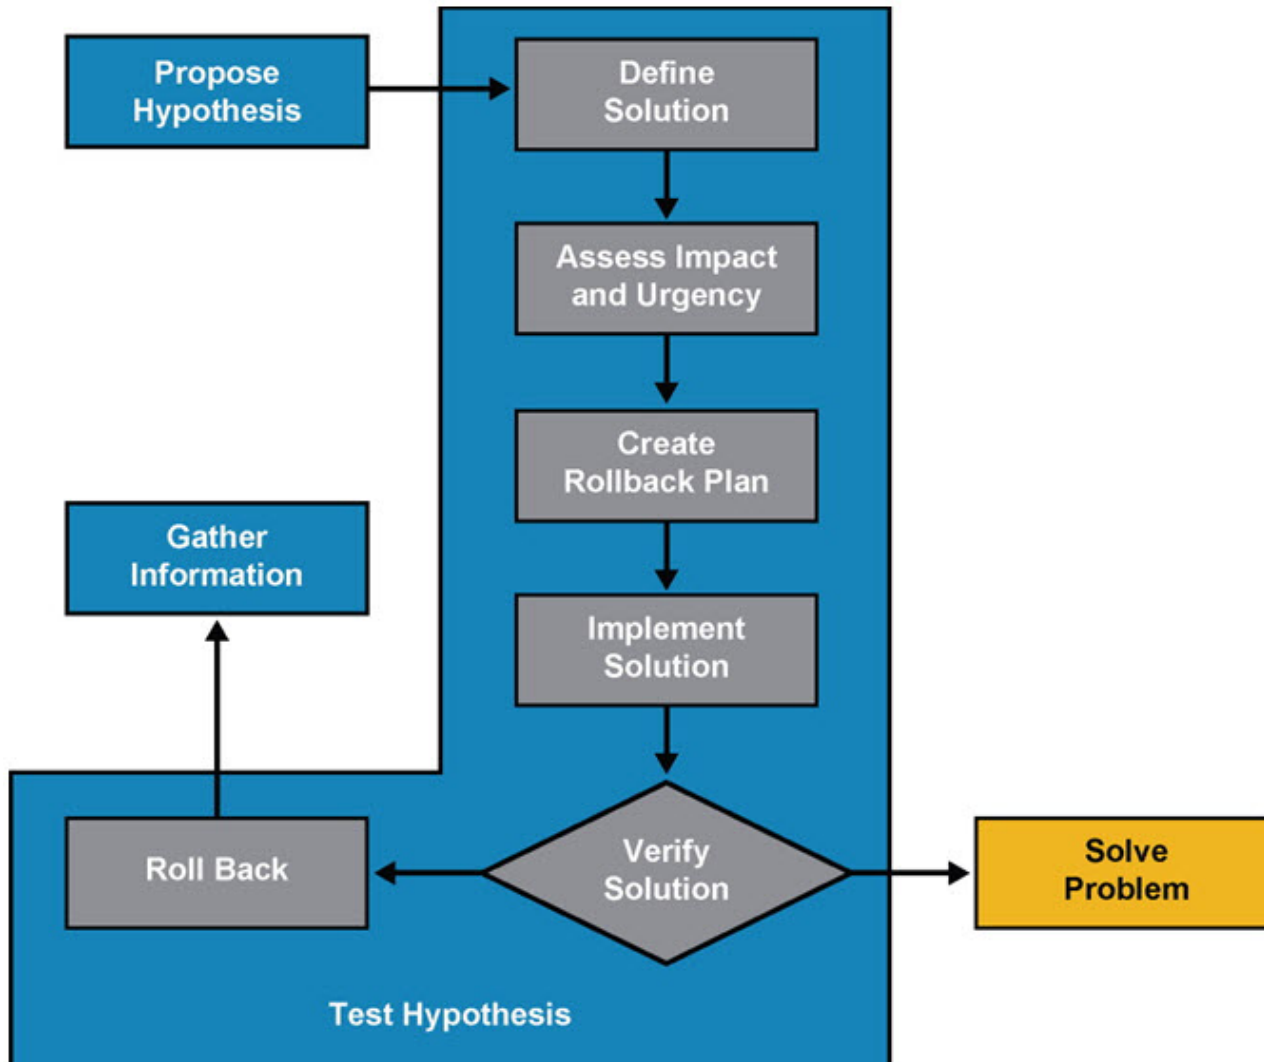 Propose
Hypothesis
Define
Solution
Assess Impact
and Urgency
Create
Rollback Plan
Gather
Information
Implement
Solution
Roll Back
Verify
Solution
Solve
Problem
Test Hypothesis